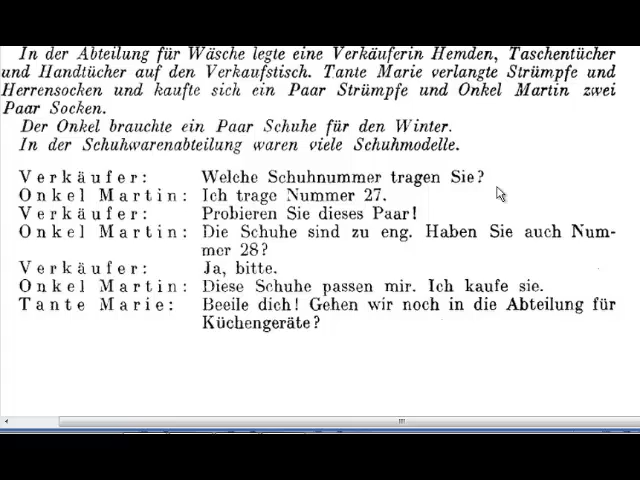 In der Abteilung für Wäsche legte eine Verkäuferin Hemden, Taschentücher
und Handtücher auf den Verkaufstisch. Tante Marie verlangte Strümpfe und
Herrensocken und kaufte sich ein Paar Strümpfe und Onkel Martin zwei
Paar Socken.
Der Onkel brauchte ein Paar Schuhe für den Winter.
In der Schuhwarenabteilung waren viele Schuhmodelle.
Verkäufer: Welche Schuhnummer tragen Sie?
Onkel Martin: Ich trage Nummer 27.
Verkäufer: Probieren Sie dieses Paar!
Onkel Martin: Die Schuhe sind zu eng. Haben Sie auch Num-
mer 28?
Verkäufer: Ja, bitte.
Onkel Martin: Diese Schuhe passen mir. Ich kaufe sie.
Tante Marie: Beeile dich! Gehen wir noch in die Abteilung für
Küchengeräte?